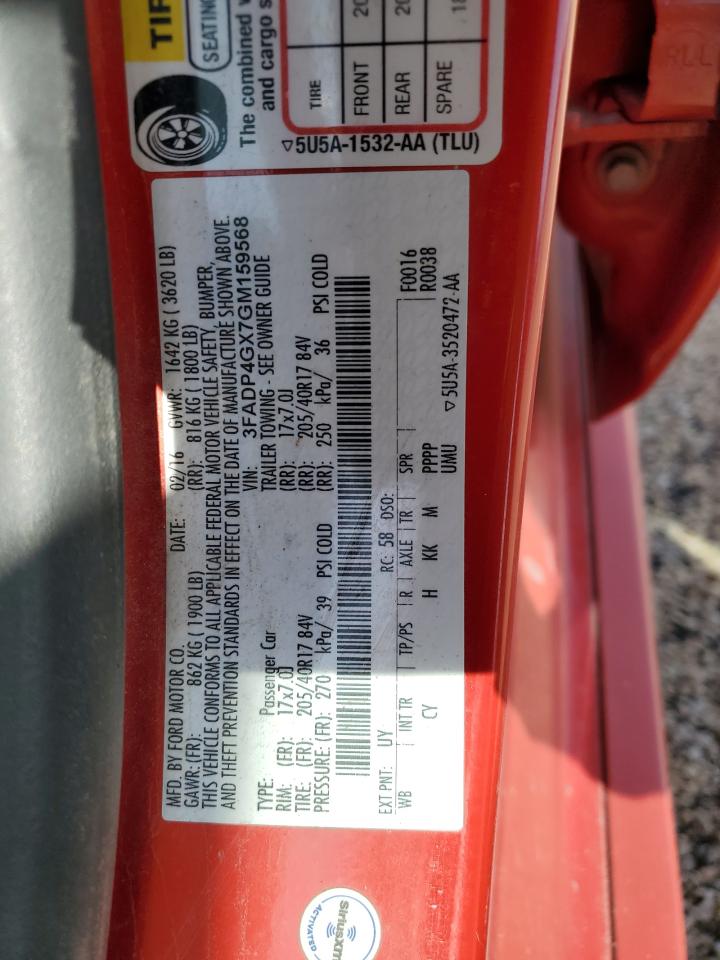 TIR
SEATING
The combined w
and cargo s
TIRE
FRONT 20
REAR 20
SPARE 18
▽5U5A-1532-AA (TLU)
MFD. BY FORD MOTOR CO. DATE: 02/16 GVWR: 1642 KG ( 3620 LB)
GAWR: (FR): 862 KG ( 1900 LB) (RR): 816 KG ( 1800 LB)
THIS VEHICLE CONFORMS TO ALL APPLICABLE FEDERAL MOTOR VEHICLE SAFETY, BUMPER,
AND THEFT PREVENTION STANDARDS IN EFFECT ON THE DATE OF MANUFACTURE SHOWN ABOVE.
VIN: 3FADP4GX7GM159568
TYPE: Passenger Car TRAILER TOWING - SEE OWNER GUIDE
RIM: (FR): 17x7.0J (RR): 17x7.0J
TIRE: (FR): 205/40R17 84V (RR): 205/40R17 84V
PRESSURE: (FR): 270 kPa/ 39 PSI COLD (RR): 250 kPa/ 36 PSI COLD
EXT PNT: UY RC: 58 DSO: F0016
WB INT TR TP/PS R AXLE TR SPR R0038
CY H KK M PPPP
UMU ▽5U5A-3520472-AA
SiriusXM
ACTIVATED
RLL